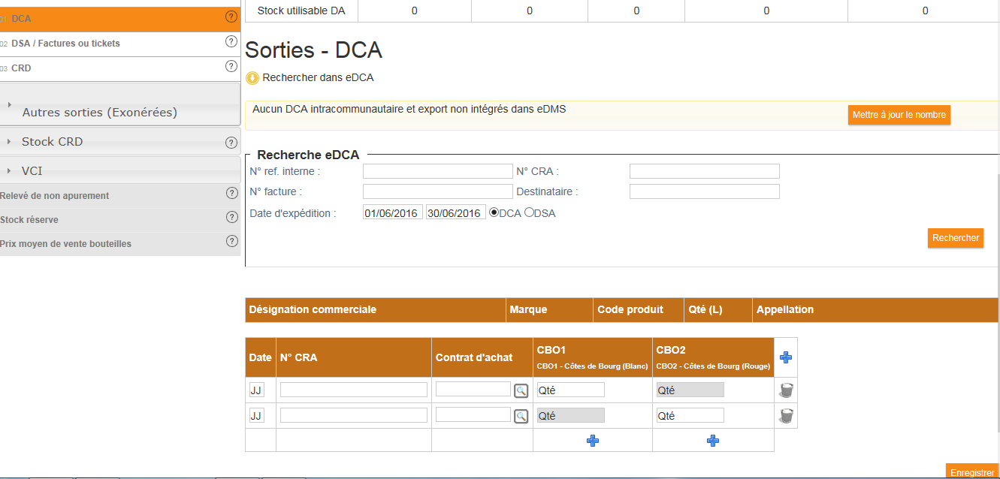 01 DCA
02 DSA / Factures ou tickets
03 CRD
Autres sorties (Exonérées)
Stock CRD
VCI
Relevé de non apurement
Stock réserve
Prix moyen de vente bouteilles
Stock utilisable DA 0 0 0 0 0
Sorties - DCA
Rechercher dans eDCA
Aucun DCA intracommunautaire et export non intégrés dans eDMS
Mettre à jour le nombre
Recherche eDCA
N° ref. interne : N° CRA :
N° facture : Destinataire :
Date d'expédition : 01/06/2016 30/06/2016 DCA DSA
Rechercher
Désignation commerciale Marque Code produit Qté (L) Appellation
Date N° CRA Contrat d'achat CBO1 CBO2
CBO1 - Côtes de Bourg (Blanc) CBO2 - Côtes de Bourg (Rouge)
JJ Qté Qté
JJ Qté Qté
Enregistrer